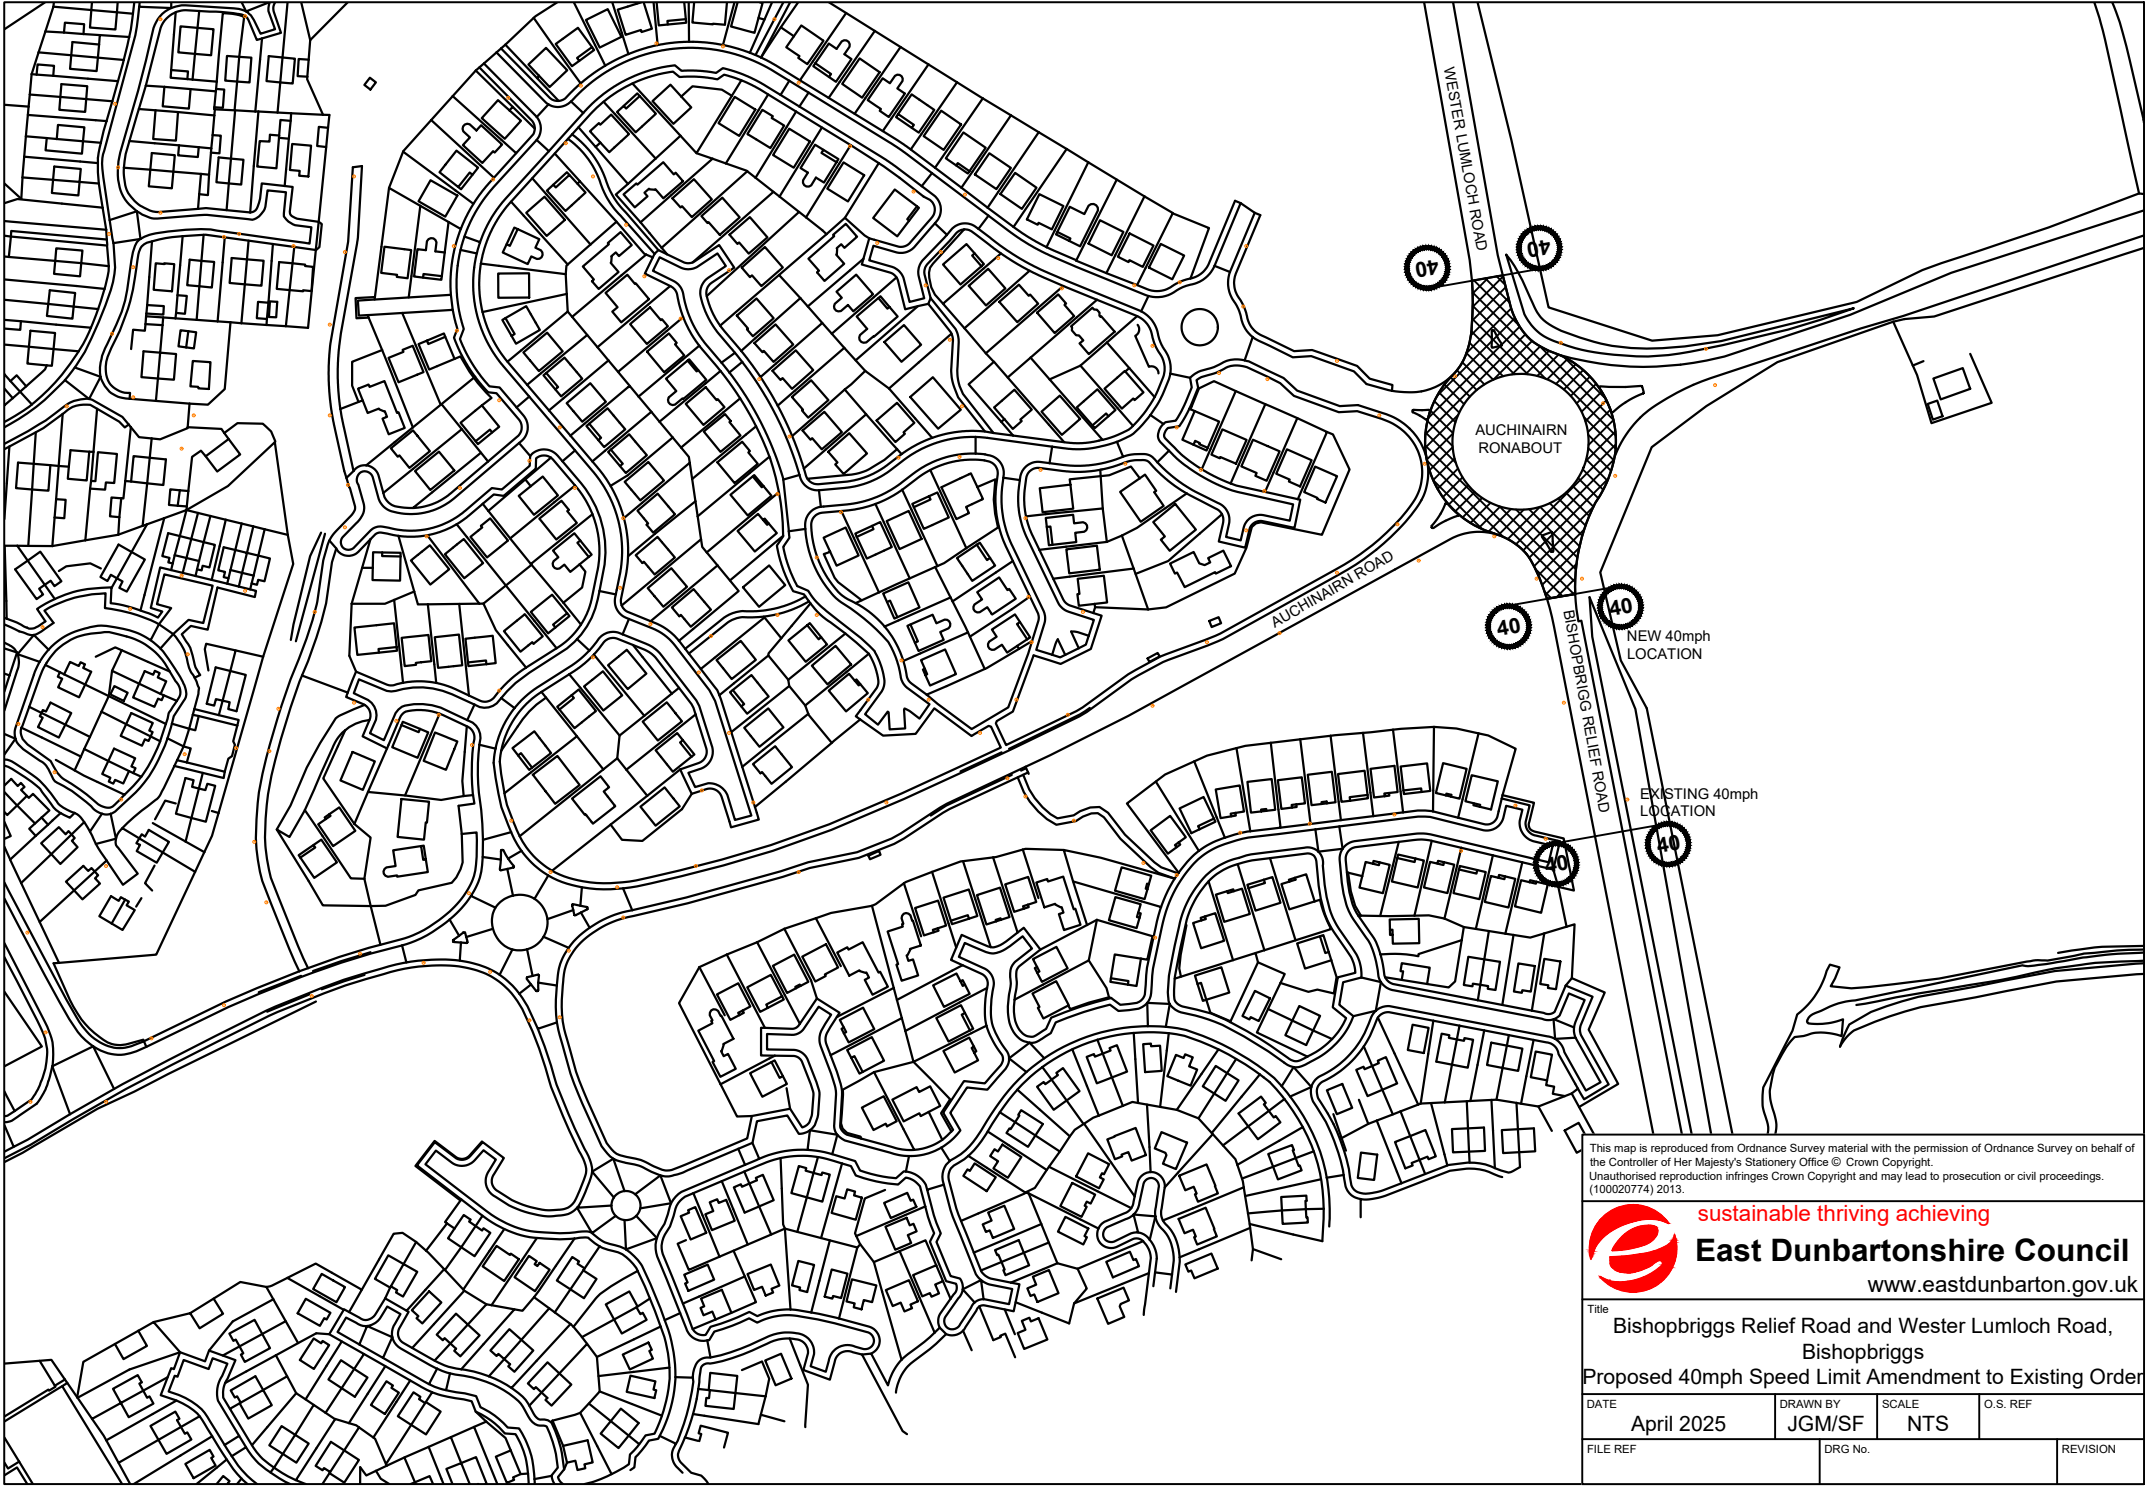 WESTER LUMLOCH ROAD
40
40
AUCHINAIRN
RONABOUT
AUCHINAIRN ROAD
40
40
NEW 40mph
LOCATION
BISHOPBRIGG RELIEF ROAD
EXISTING 40mph
LOCATION
40
40
This map is reproduced from Ordnance Survey material with the permission of Ordnance Survey on behalf of
the Controller of Her Majesty's Stationery Office © Crown Copyright.
Unauthorised reproduction infringes Crown Copyright and may lead to prosecution or civil proceedings.
(100020774) 2013.
sustainable thriving achieving
East Dunbartonshire Council
www.eastdunbarton.gov.uk
Title
Bishopbriggs Relief Road and Wester Lumloch Road,
Bishopbriggs
Proposed 40mph Speed Limit Amendment to Existing Order
DATE
April 2025
DRAWN BY
JGM/SF
SCALE
NTS
O.S. REF
FILE REF
DRG No.
REVISION